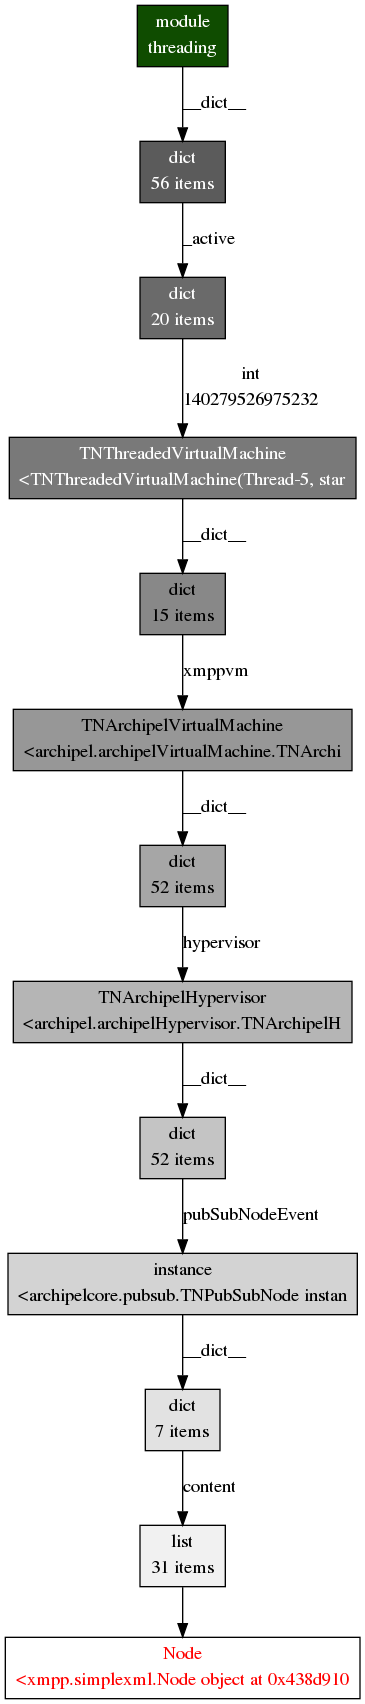 module
threading
__dict__
dict
56 items
_active
dict
20 items
int
140279526975232
TNThreadedVirtualMachine
<TNThreadedVirtualMachine(Thread-5, star
__dict__
dict
15 items
xmppvm
TNArchipelVirtualMachine
<archipel.archipelVirtualMachine.TNArchi
__dict__
dict
52 items
hypervisor
TNArchipelHypervisor
<archipel.archipelHypervisor.TNArchipelH
__dict__
dict
52 items
pubSubNodeEvent
instance
<archipelcore.pubsub.TNPubSubNode instan
__dict__
dict
7 items
content
list
31 items
Node
<xmpp.simplexml.Node object at 0x438d910